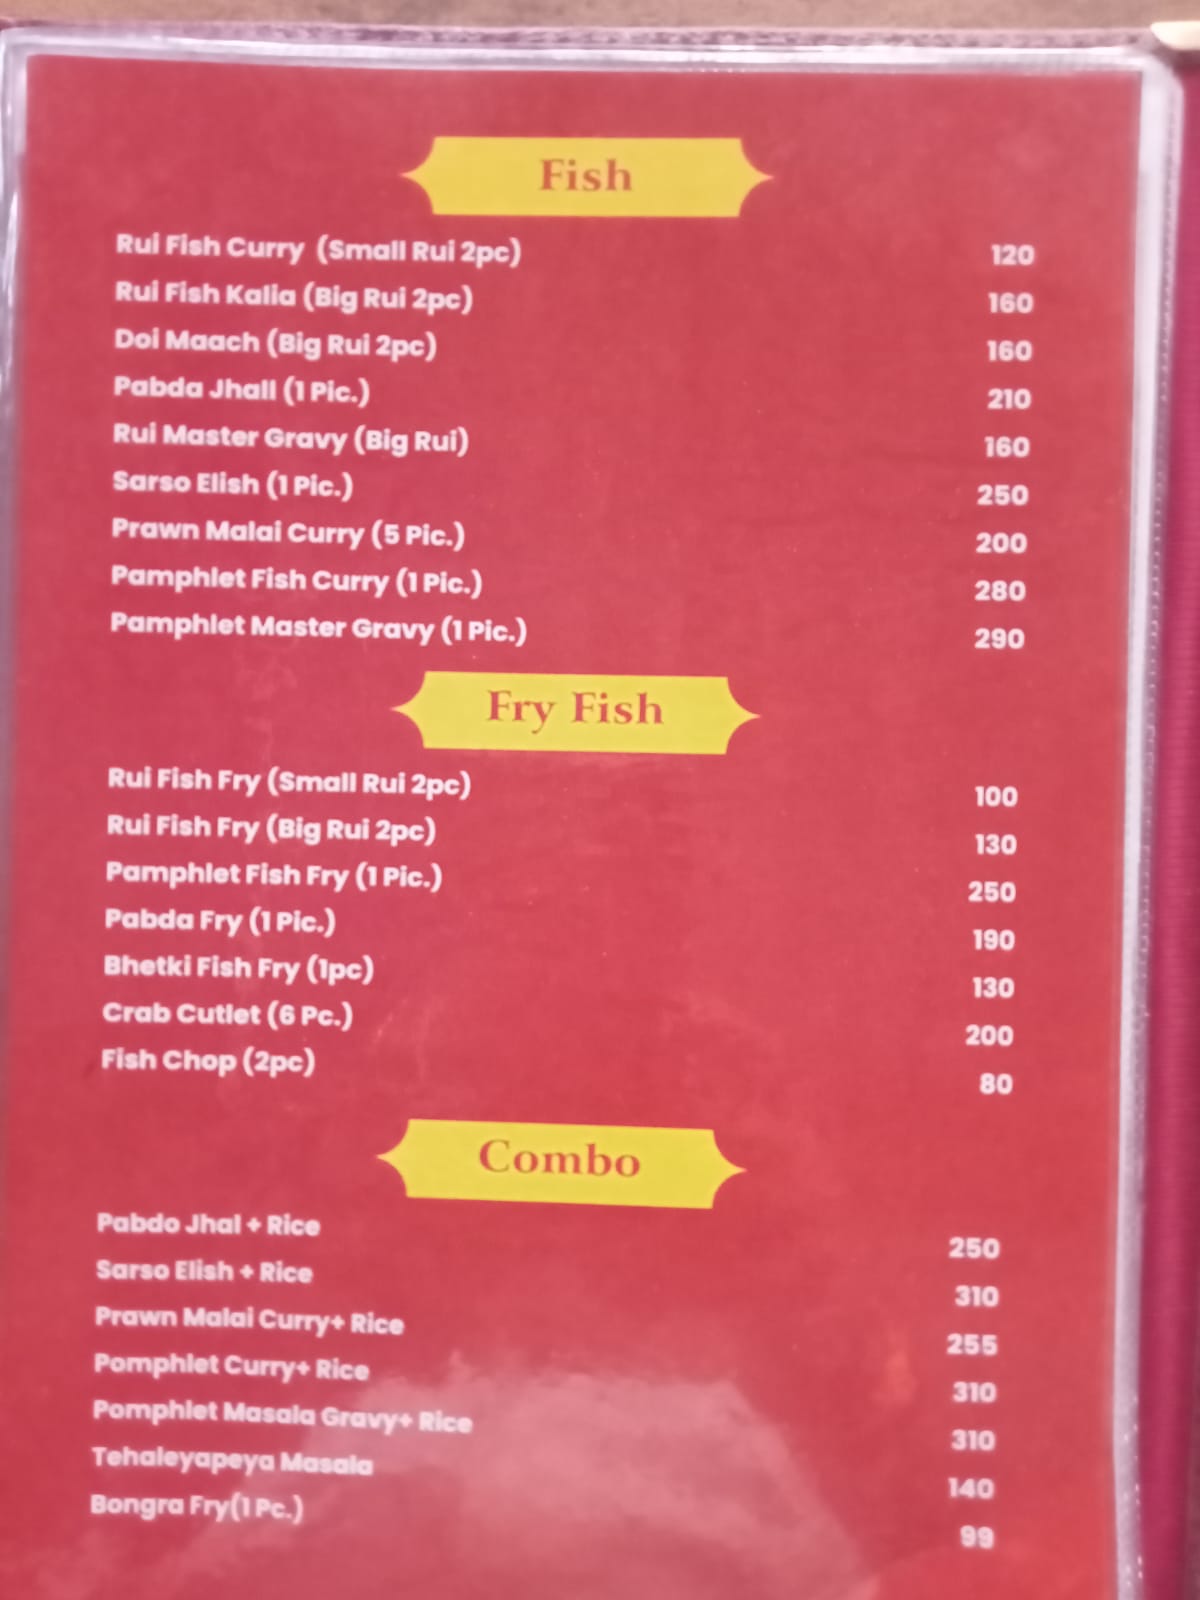 Fish
Rui Fish Curry (Small Rui 2pc) 120
Rui Fish Kalia (Big Rui 2pc) 160
Doi Maach (Big Rui 2pc) 160
Pabda Jhall (1 Pic.) 210
Rui Master Gravy (Big Rui) 160
Sarso Elish (1 Pic.) 250
Prawn Malai Curry (5 Pic.) 200
Pamphlet Fish Curry (1 Pic.) 280
Pamphlet Master Gravy (1 Pic.) 290
Fry Fish
Rui Fish Fry (Small Rui 2pc) 100
Rui Fish Fry (Big Rui 2pc) 130
Pamphlet Fish Fry (1 Pic.) 250
Pabda Fry (1 Pic.) 190
Bhetki Fish Fry (1pc) 130
Crab Cutlet (6 Pc.) 200
Fish Chop (2pc) 80
Combo
Pabdo Jhal + Rice 250
Sarso Elish + Rice 310
Prawn Malai Curry+ Rice 255
Pomphlet Curry+ Rice 310
Pomphlet Masala Gravy+ Rice 310
Tehaleyapeya Masala 140
Bongra Fry(1 Pc.) 99